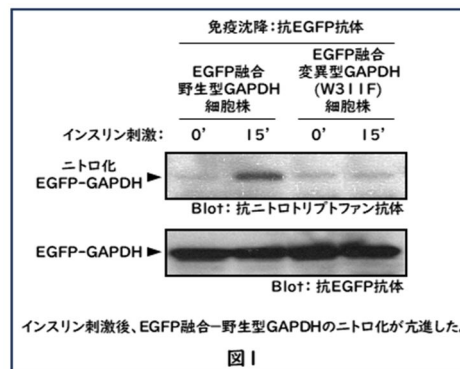 免疫沈降:抗EGFP抗体
EGFP融合
野生型GAPDH
細胞株
EGFP融合
変異型GAPDH
(W311F)
細胞株
インスリン刺激: 0' 15' 0' 15'
ニトロ化
EGFP-GAPDH ►
Blot: 抗ニトロトリプトファン抗体
EGFP-GAPDH ►
Blot: 抗EGFP抗体
インスリン刺激後、EGFP融合-野生型GAPDHのニトロ化が亢進した。
図1